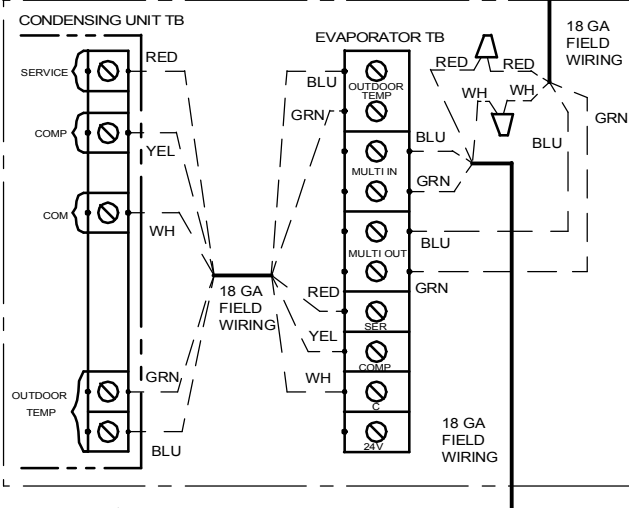 CONDENSING UNIT TB
SERVICE
RED
COMP
YEL
COM
WH
18 GA
FIELD
WIRING
OUTDOOR
TEMP
GRN
BLU
EVAPORATOR TB
BLU
GRN
OUTDOOR
TEMP
MULTI IN
MULTI OUT
RED
SER
YEL
COMP
WH
C
24V
BLU
GRN
BLU
GRN
RED
RED
WH
WH
18 GA
FIELD
WIRING
BLU
GRN
18 GA
FIELD
WIRING